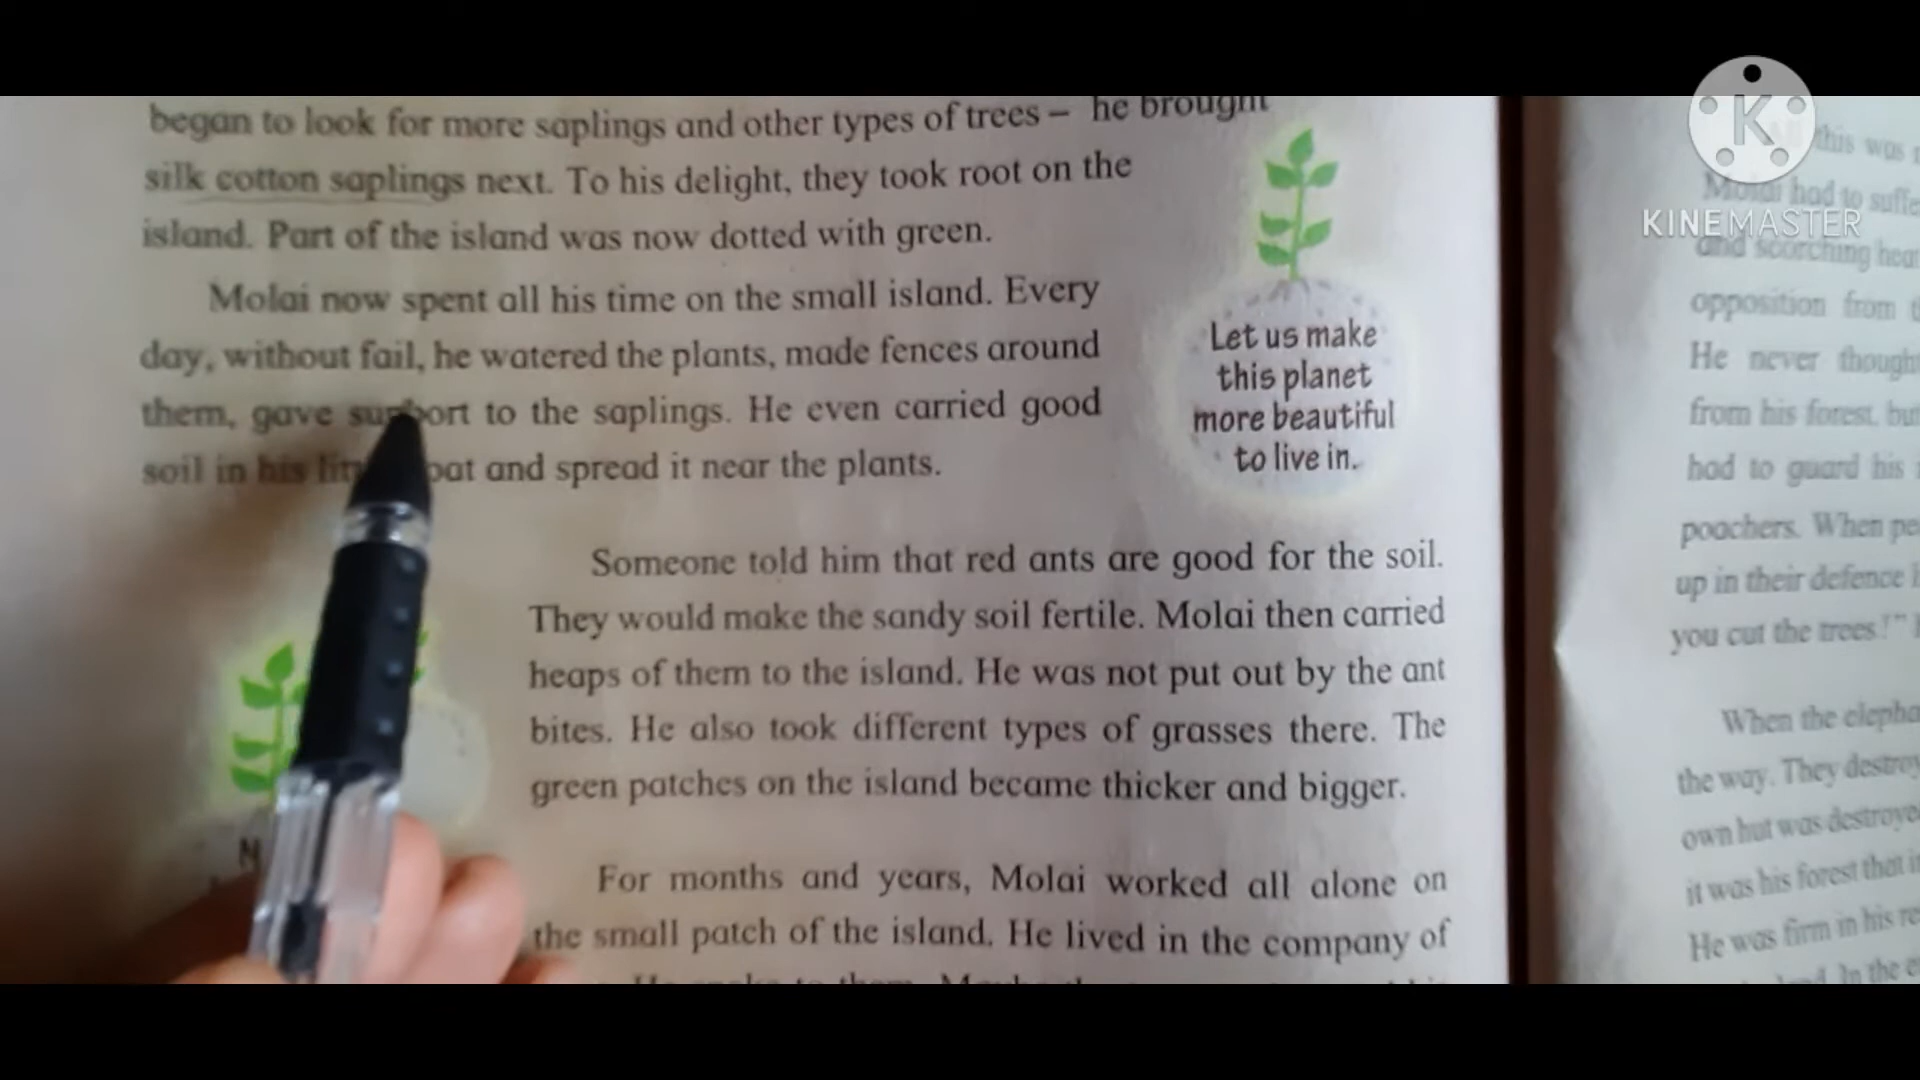 began to look for more saplings and other types of trees – he brought
silk cotton saplings next. To his delight, they took root on the
island. Part of the island was now dotted with green.
Molai now spent all his time on the small island. Every
day, without fail, he watered the plants, made fences around
them, gave support to the saplings. He even carried good
soil in his and spread it near the plants.
Let us make
this planet
more beautiful
to live in.
Someone told him that red ants are good for the soil.
They would make the sandy soil fertile. Molai then carried
heaps of them to the island. He was not put out by the ant
bites. He also took different types of grasses there. The
green patches on the island became thicker and bigger.
For months and years, Molai worked all alone on
the small patch of the island. He lived in the company of
K
KINEMASTER
this was
Molai had to
and scorching
opposition from
He never
from his forest, but
had to guard his
poachers. When
up in their defence
you cut the trees!"
When the
the way. They
own hut was
it was his forest that
He was firm in his
In the